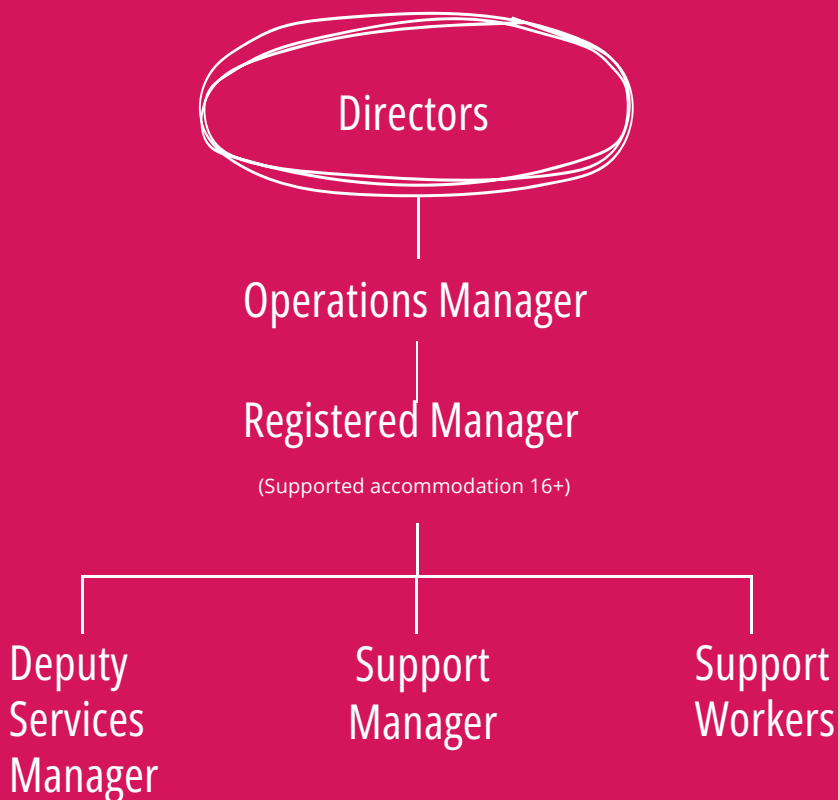 Directors
Operations Manager
Registered Manager
(Supported accommodation 16+)
Deputy
Services
Manager
Support
Manager
Support
Workers